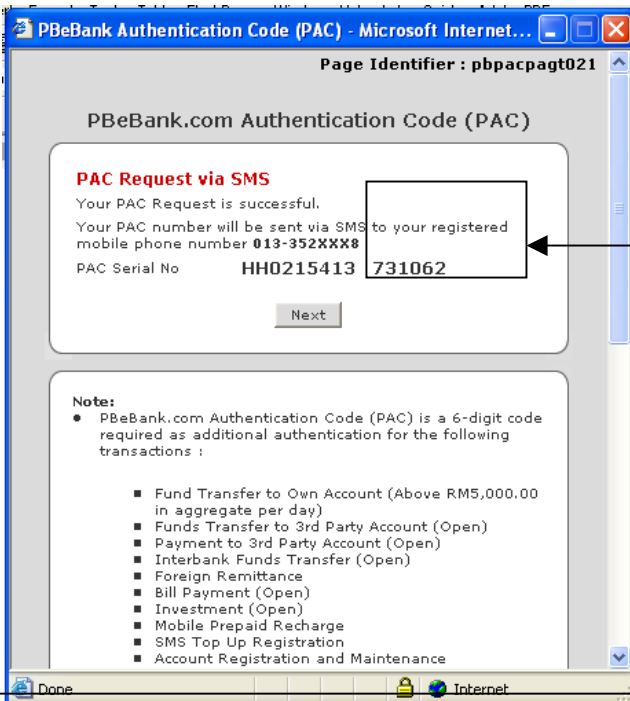 PBeBank Authentication Code (PAC) - Microsoft Internet...
Page Identifier : pbpacpagt021
PBeBank.com Authentication Code (PAC)
PAC Request via SMS
Your PAC Request is successful.
Your PAC number will be sent via SMS to your registered
mobile phone number 013-352XXX8
PAC Serial No HH0215413 731062
Next
Note:
• PBeBank.com Authentication Code (PAC) is a 6-digit code
required as additional authentication for the following
transactions :
■ Fund Transfer to Own Account (Above RM5,000.00
in aggregate per day)
■ Funds Transfer to 3rd Party Account (Open)
■ Payment to 3rd Party Account (Open)
■ Interbank Funds Transfer (Open)
■ Foreign Remittance
■ Bill Payment (Open)
■ Investment (Open)
■ Mobile Prepaid Recharge
■ SMS Top Up Registration
■ Account Registration and Maintenance
Done Internet